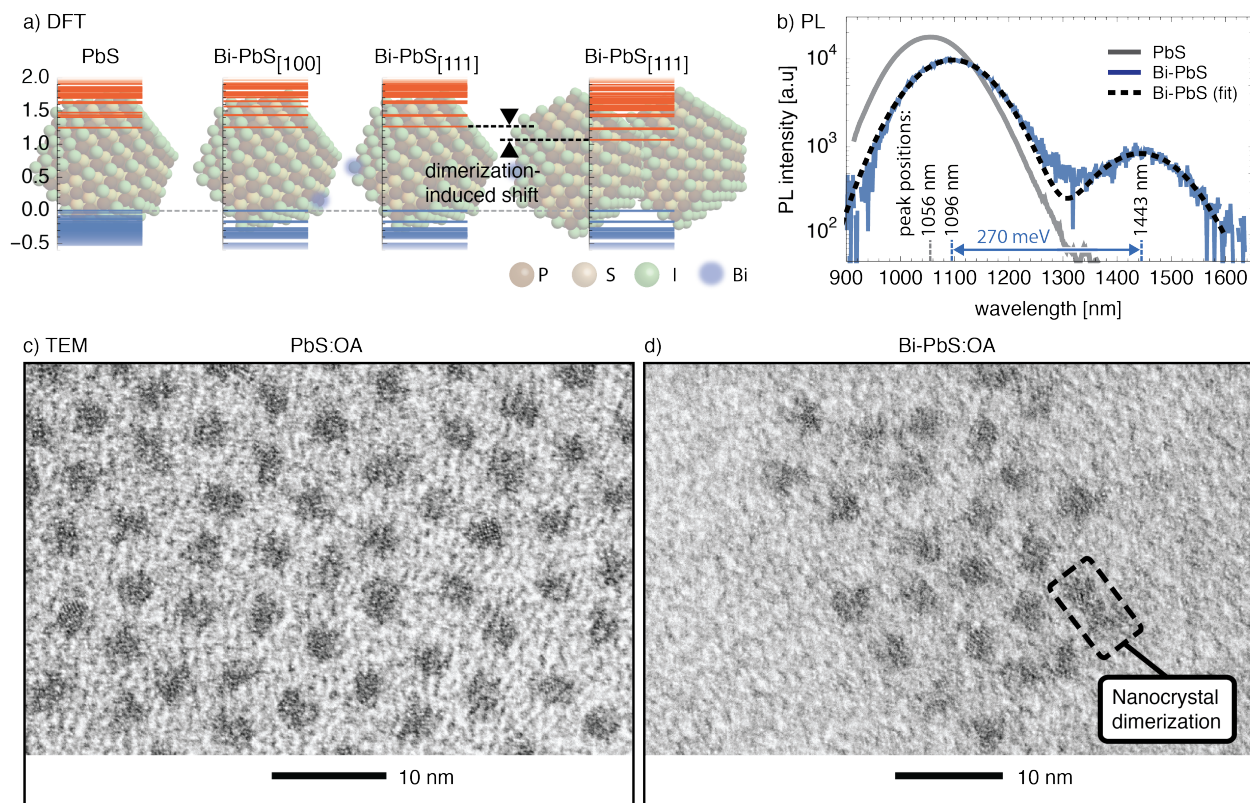 a) DFT
PbS
Bi-PbS[100]
Bi-PbS[111]
Bi-PbS[111]
2.0
1.5
1.0
0.5
0.0
−0.5
dimerization-
induced shift
P
S
I
Bi
b) PL
PL intensity [a.u]
10^4
10^3
10^2
PbS
Bi-PbS
Bi-PbS (fit)
peak positions:
1056 nm
1096 nm
1443 nm
270 meV
900 1000 1100 1200 1300 1400 1500 1600
wavelength [nm]
c) TEM
PbS:OA
10 nm
d)
Bi-PbS:OA
Nanocrystal
dimerization
10 nm